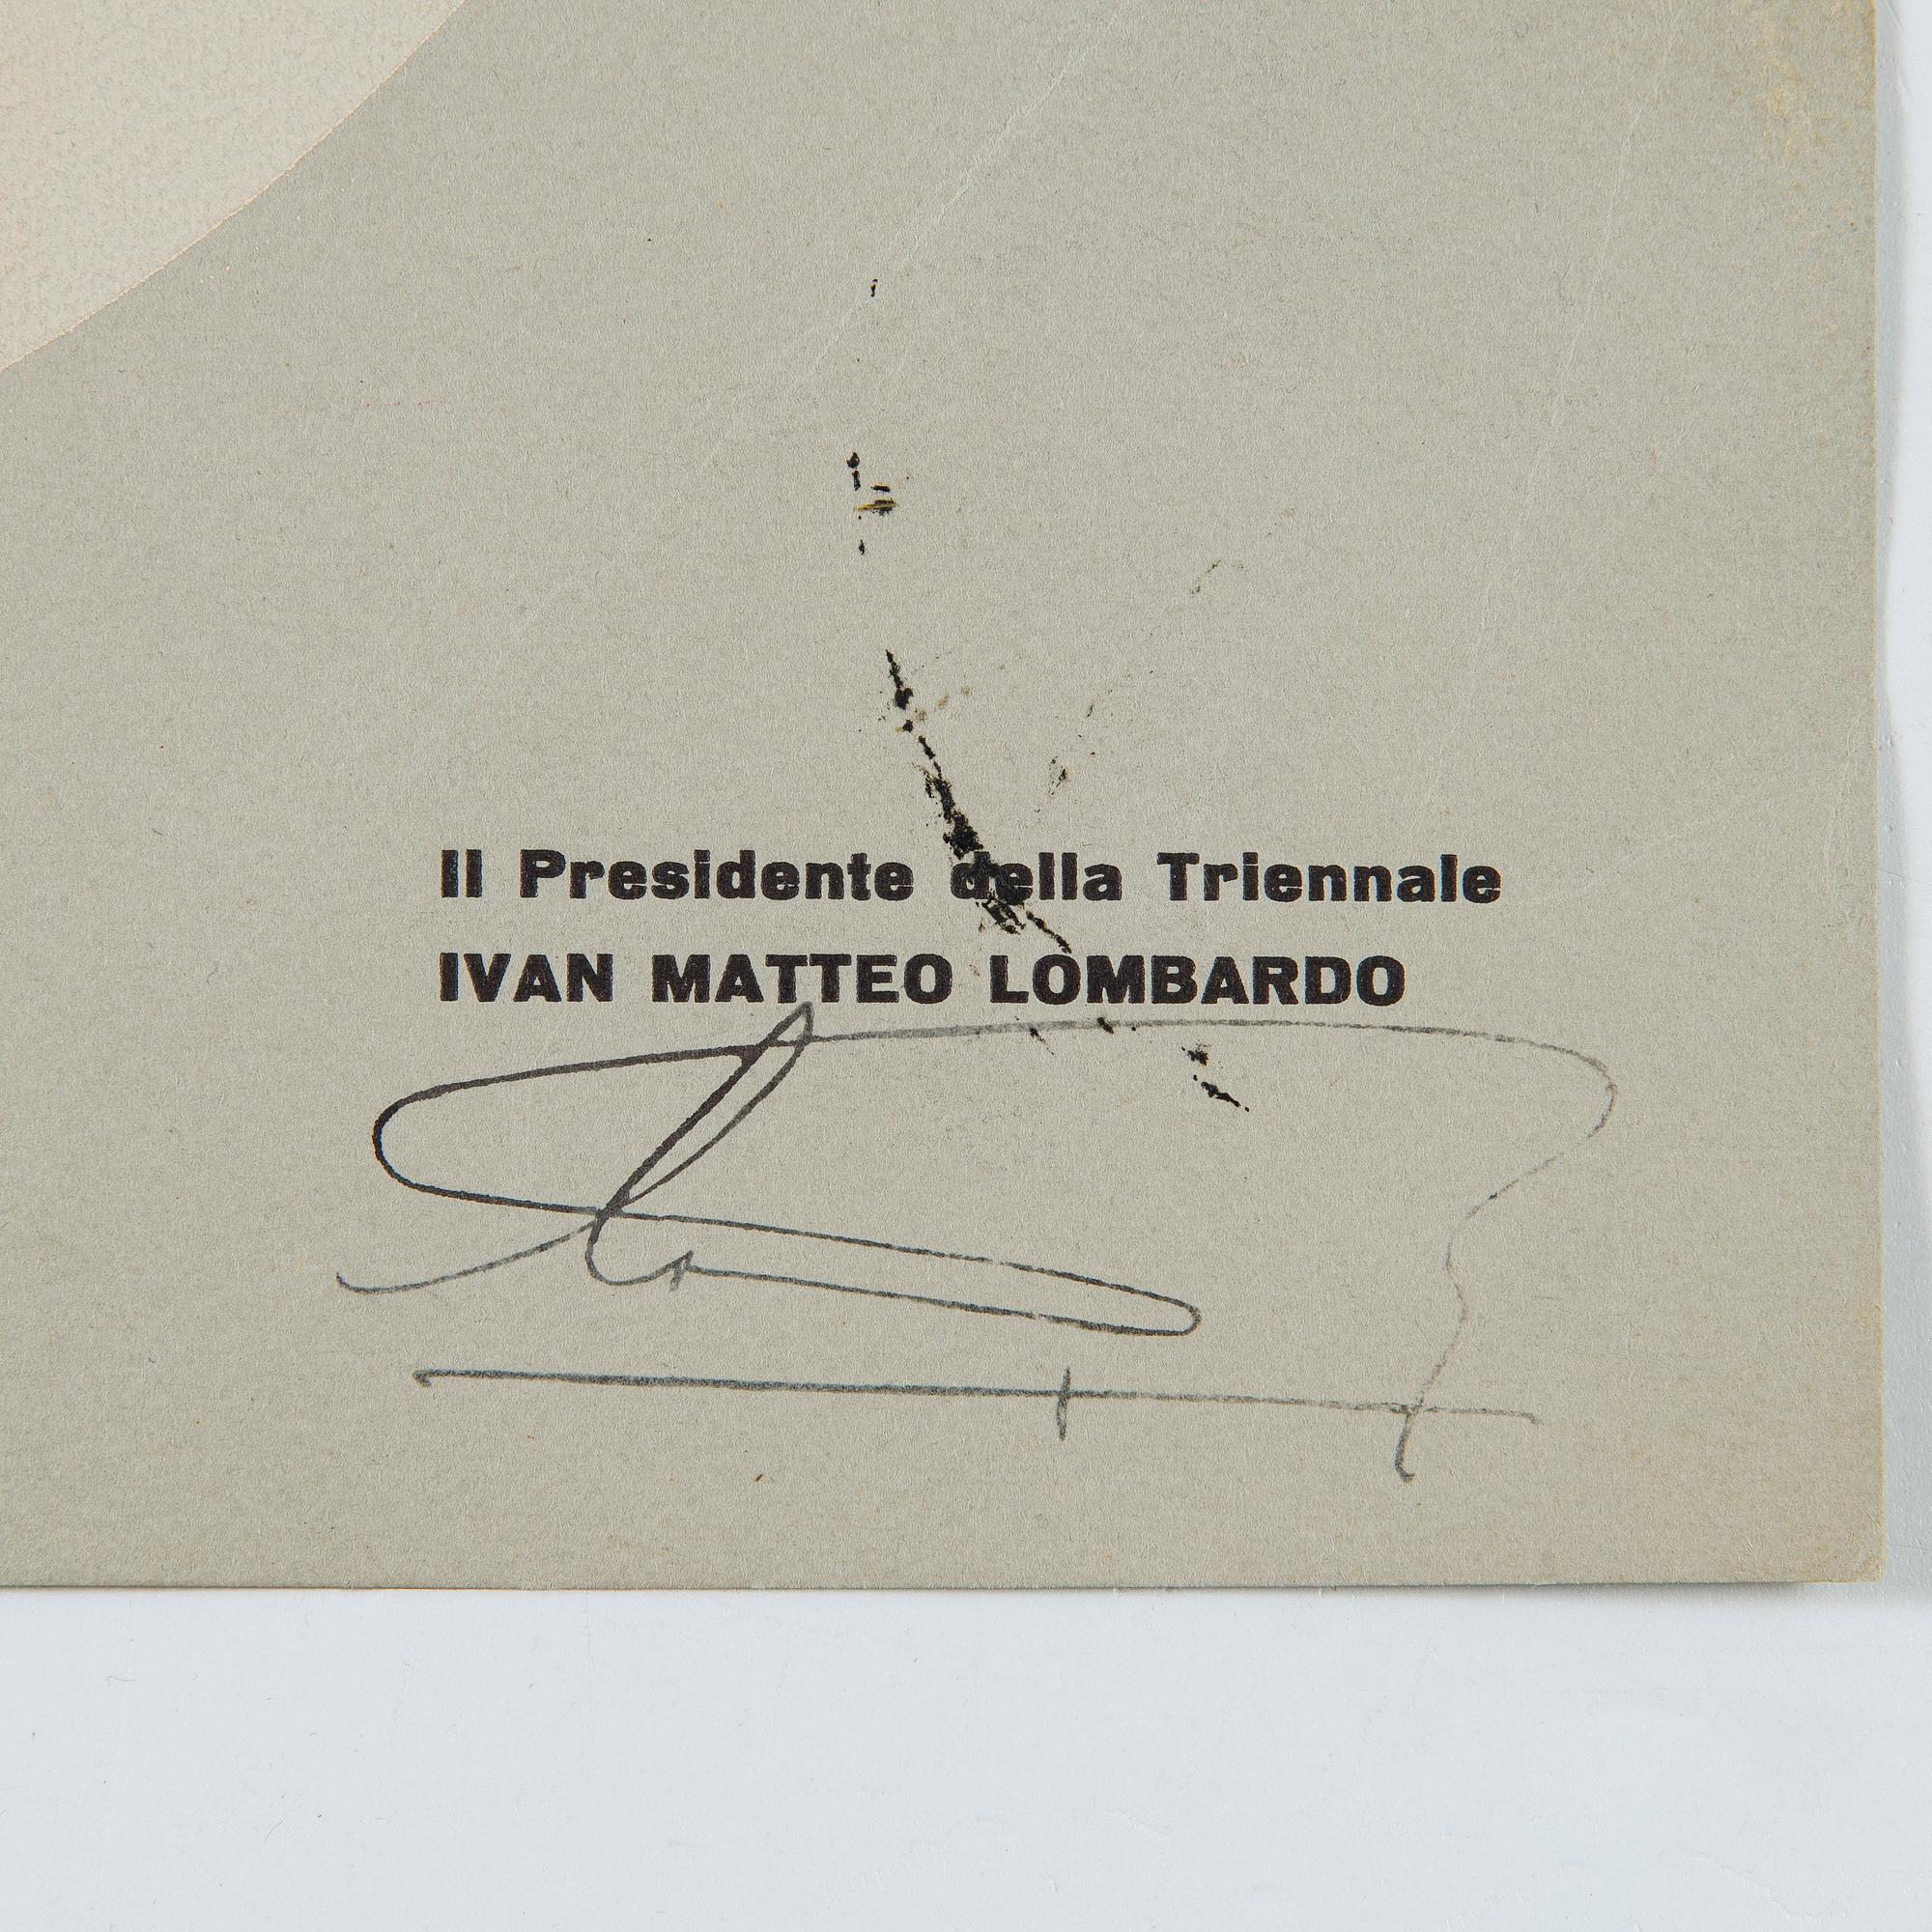 Il Presidente della Triennale
IVAN MATTEO LOMBARDO